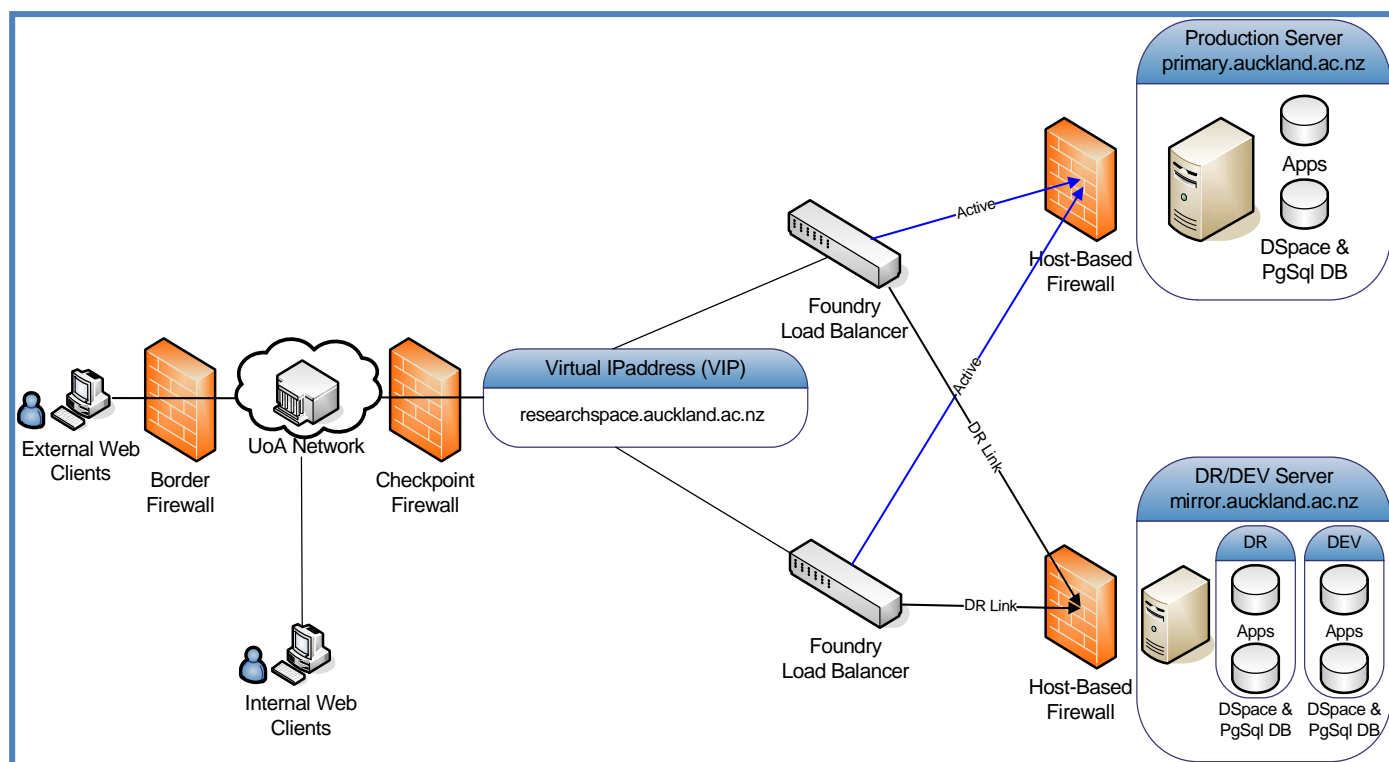 Production Server
primary.auckland.ac.nz
Apps
DSpace &
PgSql DB
Active
Host-Based
Firewall
Foundry
Load Balancer
Virtual IPaddress (VIP)
researchspace.auckland.ac.nz
Active
DR Link
External Web
Clients
Border
Firewall
UoA Network
Checkpoint
Firewall
DR/DEV Server
mirror.auckland.ac.nz
DR
DEV
Apps
Apps
DSpace &
PgSql DB
DSpace &
PgSql DB
DR Link
Foundry
Load Balancer
Host-Based
Firewall
Internal Web
Clients